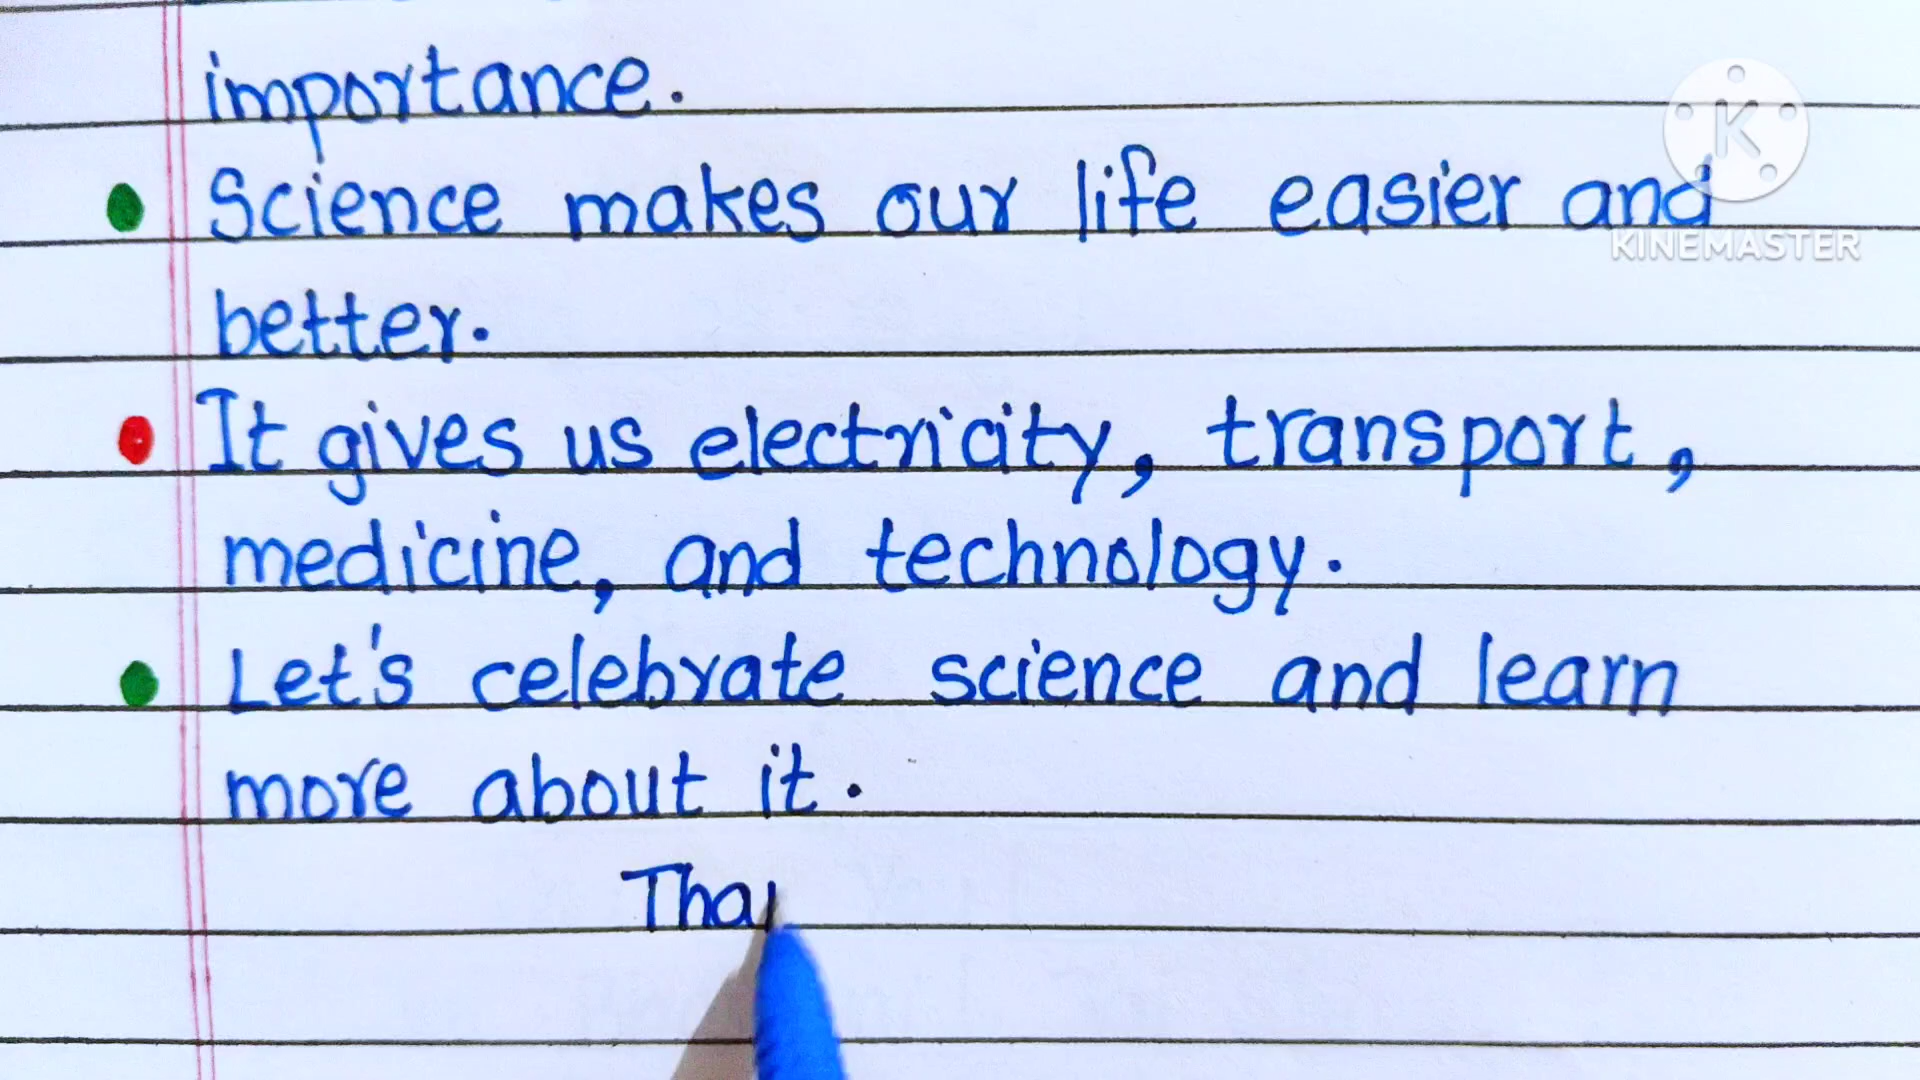 importance.
Science makes our life easier and
better.
It gives us electricity, transport,
medicine, and technology.
Let's celebrate science and learn
more about it.
Tha
KINEMASTER